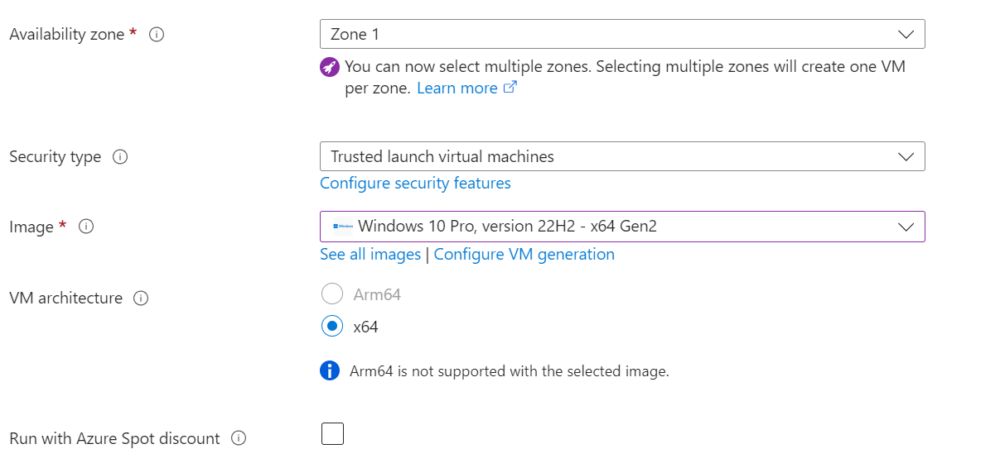 Availability zone *
Zone 1
You can now select multiple zones. Selecting multiple zones will create one VM
per zone. Learn more
Security type
Trusted launch virtual machines
Configure security features
Image *
Windows 10 Pro, version 22H2 - x64 Gen2
See all images | Configure VM generation
VM architecture
Arm64
x64
Arm64 is not supported with the selected image.
Run with Azure Spot discount